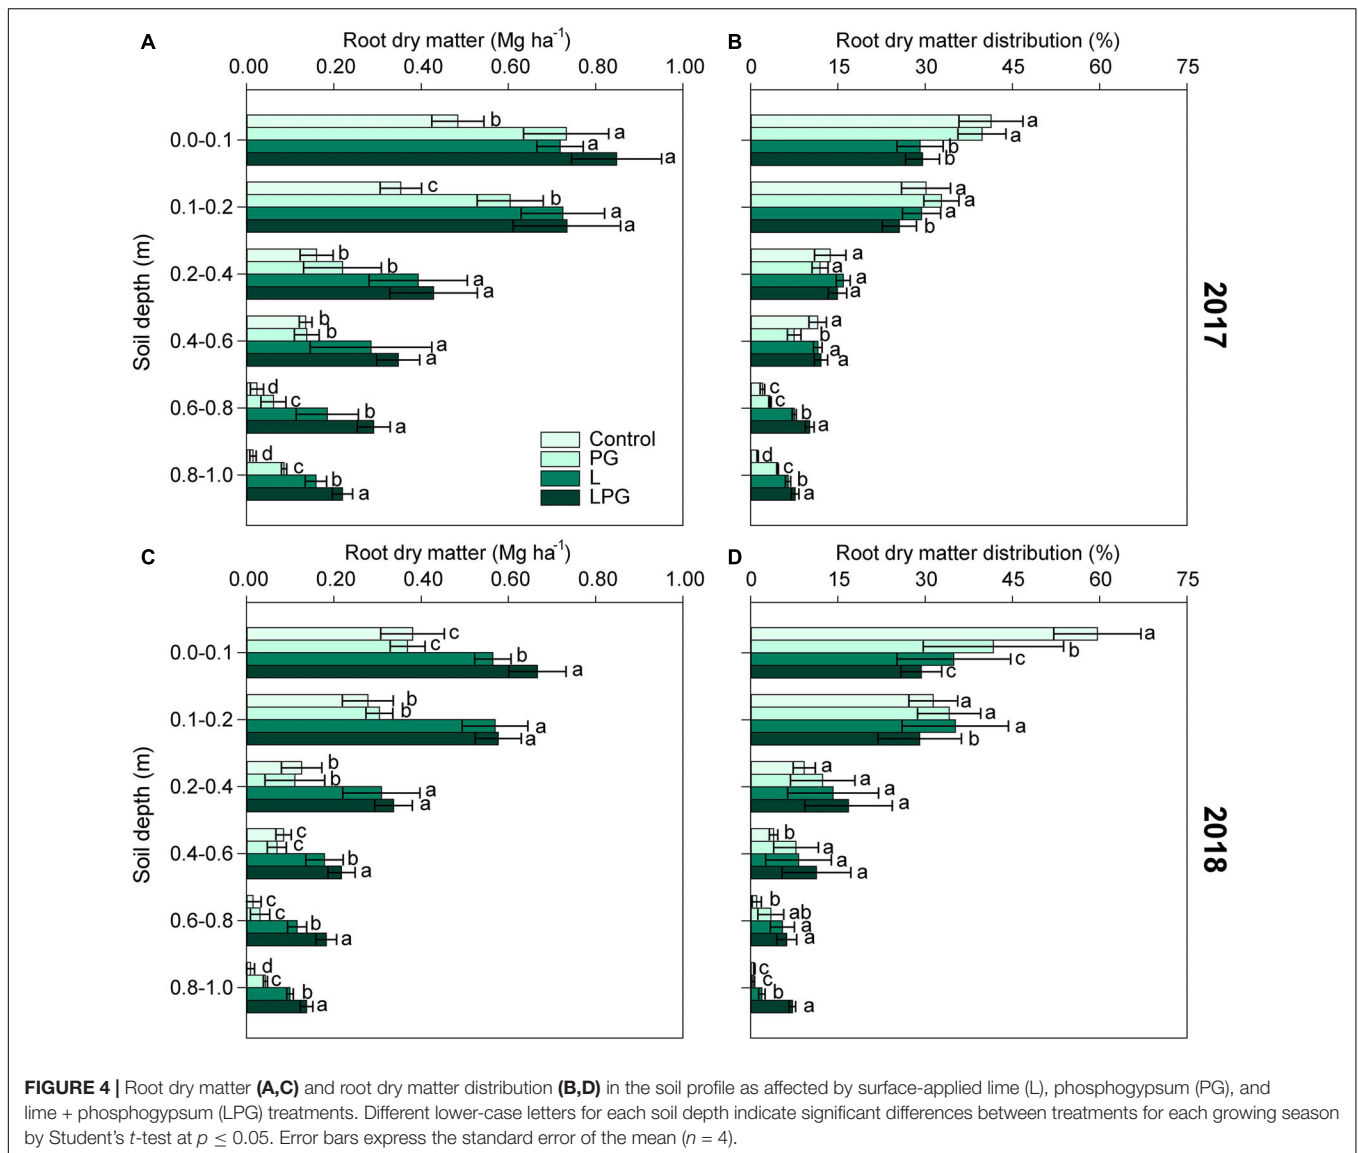 A
Root dry matter (Mg ha-1)
0.00 0.20 0.40 0.60 0.80 1.00
Soil depth (m)
0.0-0.1
b
a
a
a
0.1-0.2
c
b
a
a
0.2-0.4
b
b
a
a
0.4-0.6
b
b
a
a
0.6-0.8
d
c
b
a
0.8-1.0
d
c
b
a
Control
PG
L
LPG
B
Root dry matter distribution (%)
0 15 30 45 60 75
a
a
b
b
a
a
a
b
a
a
a
a
a
b
a
a
c
c
b
a
d
c
b
a
2017
C
Root dry matter (Mg ha-1)
0.00 0.20 0.40 0.60 0.80 1.00
Soil depth (m)
0.0-0.1
c
c
b
a
0.1-0.2
b
b
a
a
0.2-0.4
b
b
a
a
0.4-0.6
c
c
b
a
0.6-0.8
c
c
b
a
0.8-1.0
d
c
b
a
D
Root dry matter distribution (%)
0 15 30 45 60 75
a
b
c
c
a
a
a
b
a
a
a
a
b
a
a
a
b
ab
a
a
c
c
b
a
2018
FIGURE 4 | Root dry matter (A,C) and root dry matter distribution (B,D) in the soil profile as affected by surface-applied lime (L), phosphogypsum (PG), and
lime + phosphogypsum (LPG) treatments. Different lower-case letters for each soil depth indicate significant differences between treatments for each growing season
by Student's t-test at p ≤ 0.05. Error bars express the standard error of the mean (n = 4).